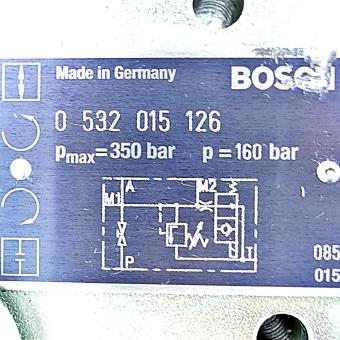 Made in Germany BOSCH
0 532 015 126
pmax=350 bar p=160 bar
A M2
M1
P T
085
015